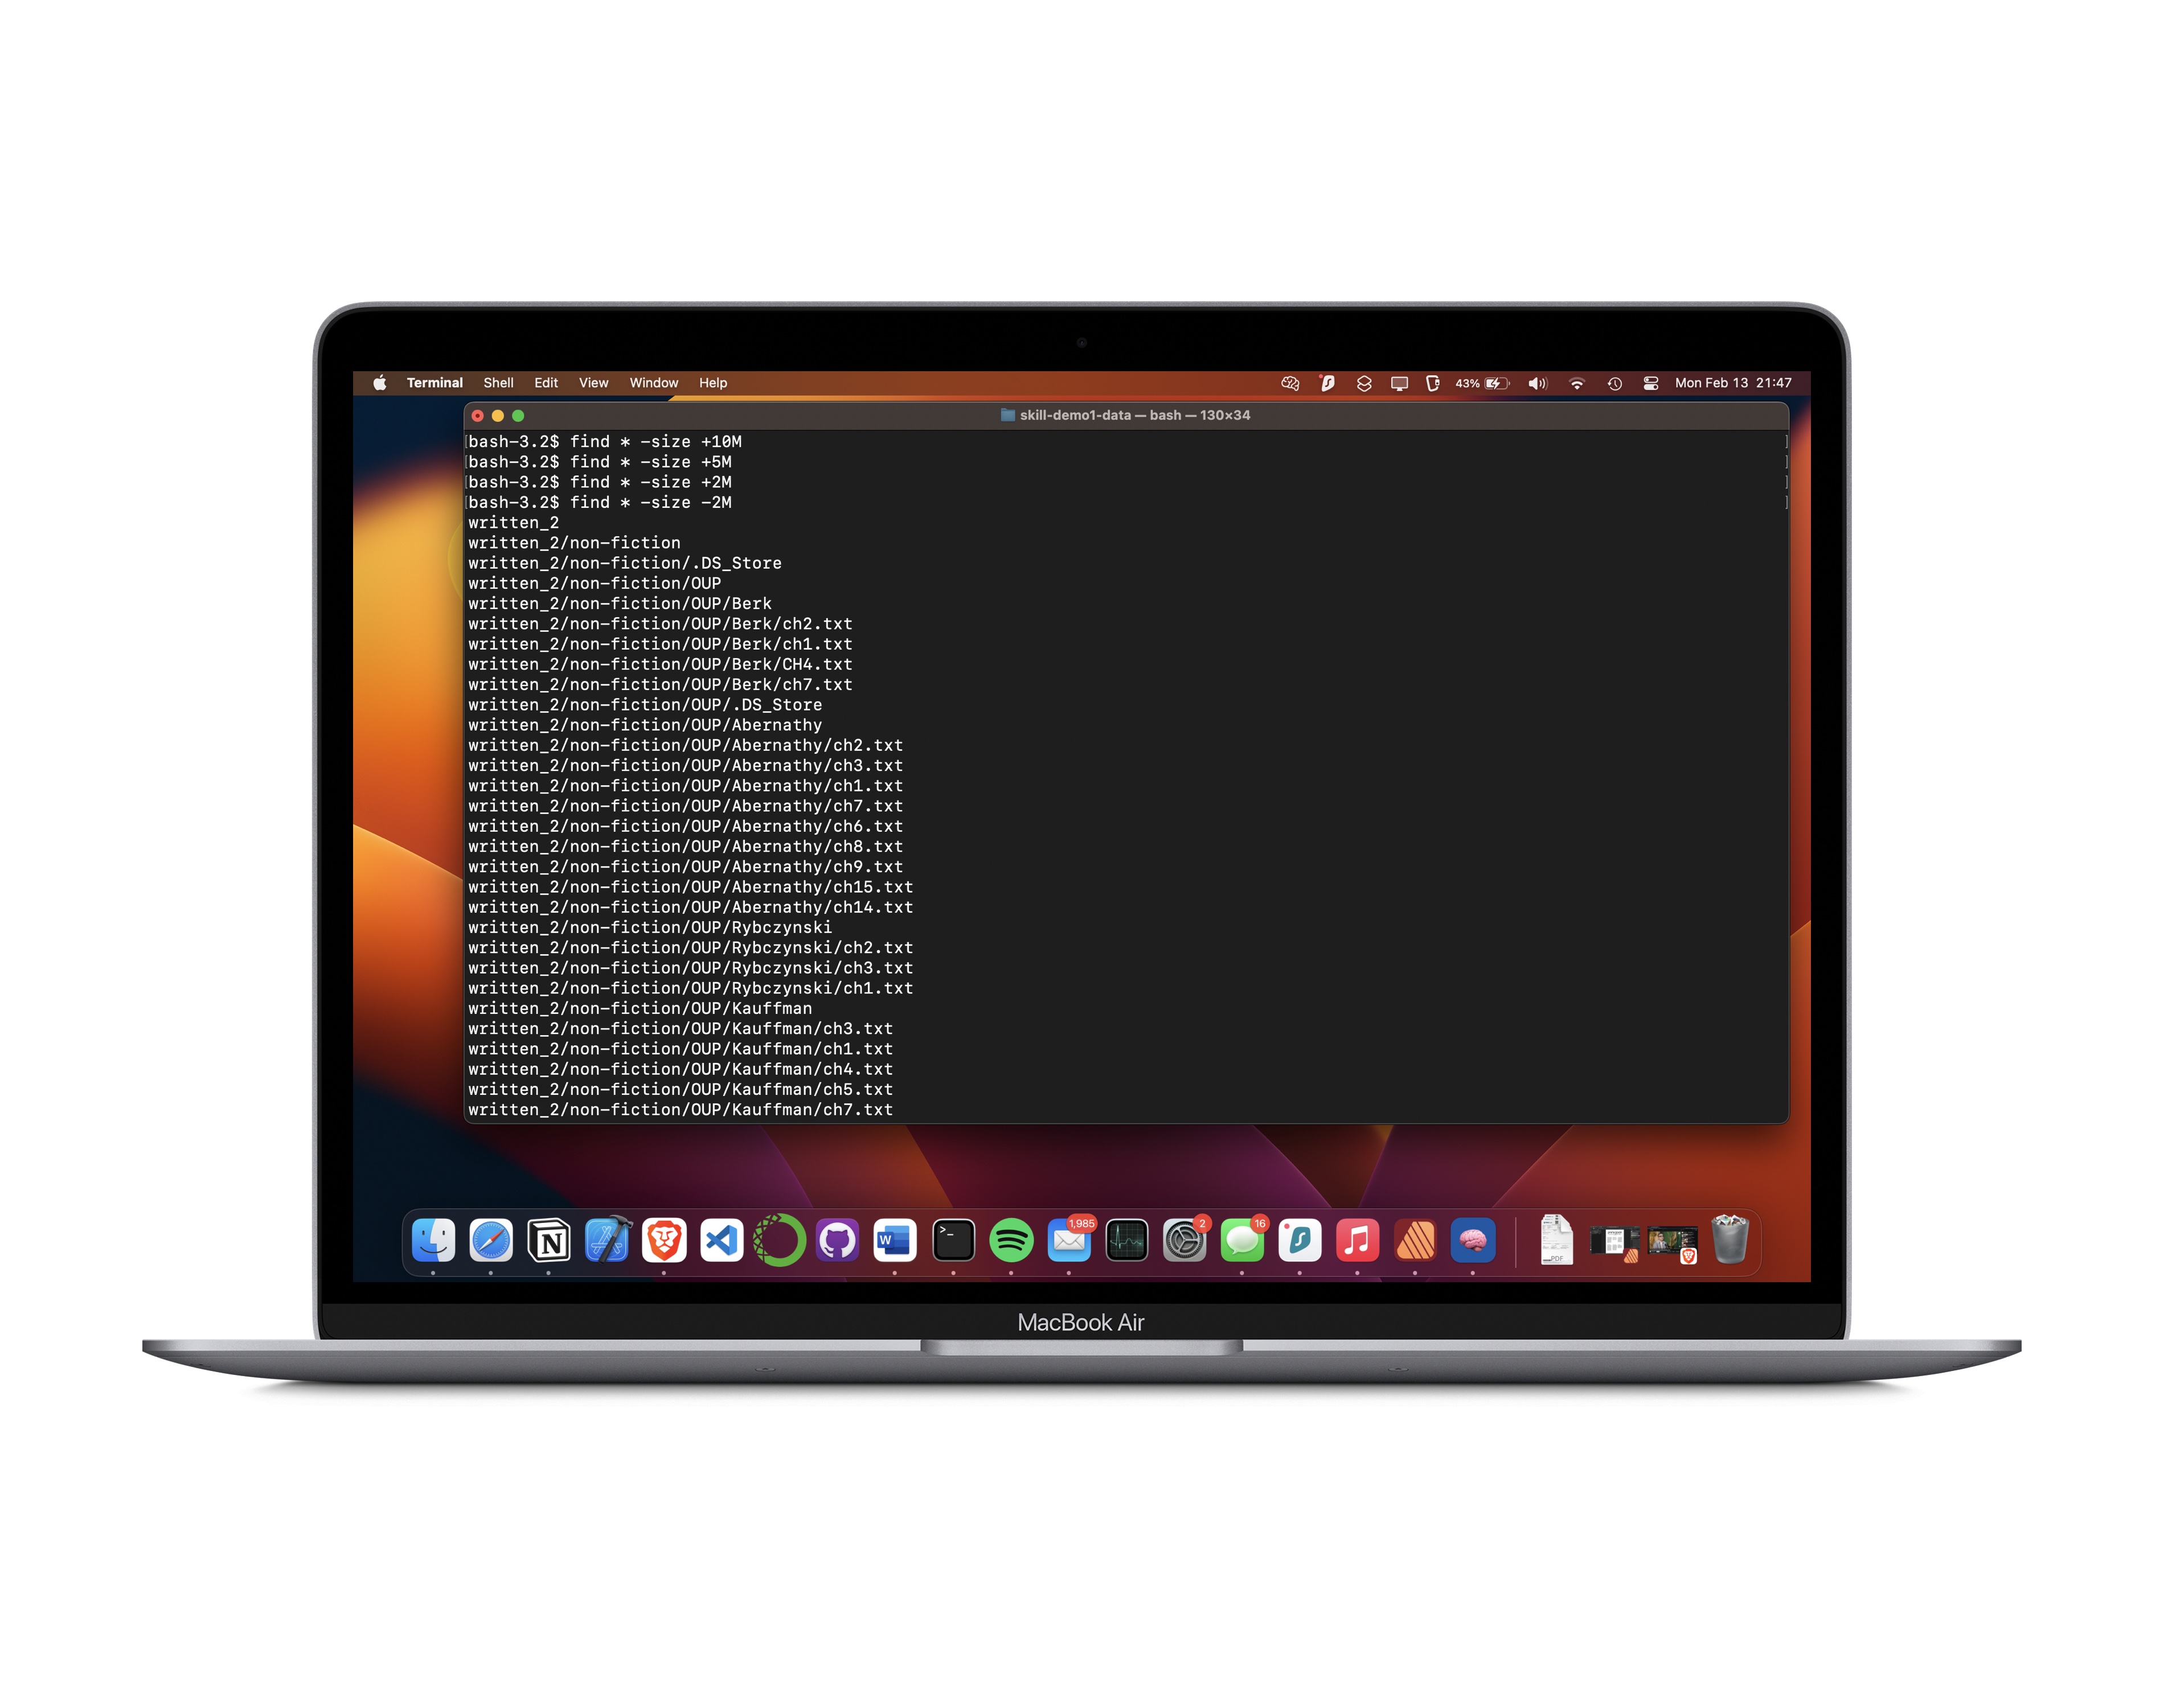 Terminal Shell Edit View Window Help 43% Mon Feb 13 21:47
skill-demo1-data — bash — 130×34
[bash-3.2$ find * -size +10M ]
[bash-3.2$ find * -size +5M ]
[bash-3.2$ find * -size +2M ]
[bash-3.2$ find * -size -2M ]
written_2
written_2/non-fiction
written_2/non-fiction/.DS_Store
written_2/non-fiction/OUP
written_2/non-fiction/OUP/Berk
written_2/non-fiction/OUP/Berk/ch2.txt
written_2/non-fiction/OUP/Berk/ch1.txt
written_2/non-fiction/OUP/Berk/CH4.txt
written_2/non-fiction/OUP/Berk/ch7.txt
written_2/non-fiction/OUP/.DS_Store
written_2/non-fiction/OUP/Abernathy
written_2/non-fiction/OUP/Abernathy/ch2.txt
written_2/non-fiction/OUP/Abernathy/ch3.txt
written_2/non-fiction/OUP/Abernathy/ch1.txt
written_2/non-fiction/OUP/Abernathy/ch7.txt
written_2/non-fiction/OUP/Abernathy/ch6.txt
written_2/non-fiction/OUP/Abernathy/ch8.txt
written_2/non-fiction/OUP/Abernathy/ch9.txt
written_2/non-fiction/OUP/Abernathy/ch15.txt
written_2/non-fiction/OUP/Abernathy/ch14.txt
written_2/non-fiction/OUP/Rybczynski
written_2/non-fiction/OUP/Rybczynski/ch2.txt
written_2/non-fiction/OUP/Rybczynski/ch3.txt
written_2/non-fiction/OUP/Rybczynski/ch1.txt
written_2/non-fiction/OUP/Kauffman
written_2/non-fiction/OUP/Kauffman/ch3.txt
written_2/non-fiction/OUP/Kauffman/ch1.txt
written_2/non-fiction/OUP/Kauffman/ch4.txt
written_2/non-fiction/OUP/Kauffman/ch5.txt
written_2/non-fiction/OUP/Kauffman/ch7.txt
N W >_ 1,985 2 16 PDF
MacBook Air